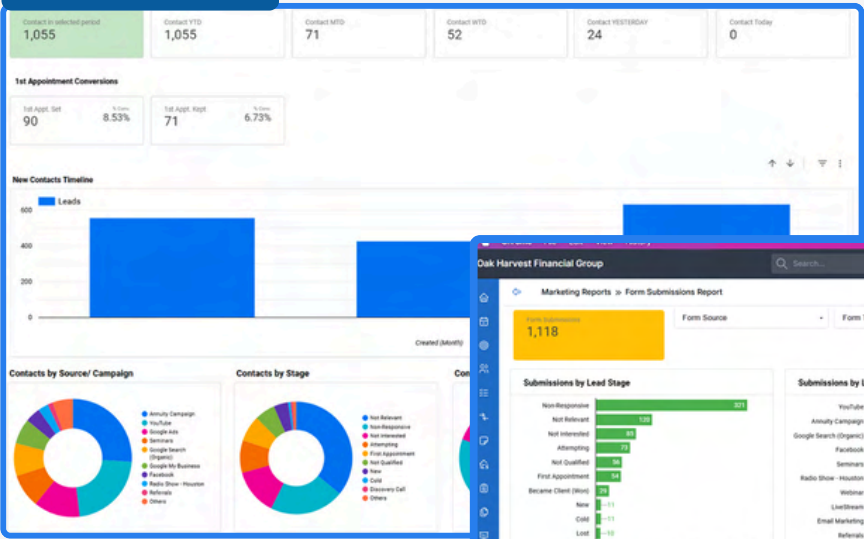 Contact in selected period
1,055
Contact YTD
1,055
Contact MTD
71
Contact WTD
52
Contact YESTERDAY
24
Contact Today
0
1st Appointment Conversions
1st Appt. Set
90
% Conv.
8.53%
1st Appt. Kept
71
% Conv.
6.73%
New Contacts Timeline
Leads
600
400
200
0
Created (Month)
Contacts by Source/ Campaign
Annuity Campaign
YouTube
Google Ads
Seminars
Google Search
(Organic)
Google My Business
Facebook
Radio Show - Houston
Referrals
Others
Contacts by Stage
Not Relevant
Non-Responsive
Not Interested
Attempting
First Appointment
Not Qualified
New
Cold
Discovery Call
Others
Con
Oak Harvest Financial Group
Search...
Marketing Reports » Form Submissions Report
Form Submissions
1,118
Form Source
Form
Submissions by Lead Stage
Non-Responsive 321
Not Relevant 120
Not Interested
Attempting 73
Not Qualified 56
First Appointment 54
Became Client (Won) 29
New 11
Cold 11
Lost 10
Submissions by L
YouTube
Annuity Campaign
Google Search (Organic)
Facebook
Seminars
Radio Show - Houston
Webinar
LiveStream
Email Marketing
Referrals